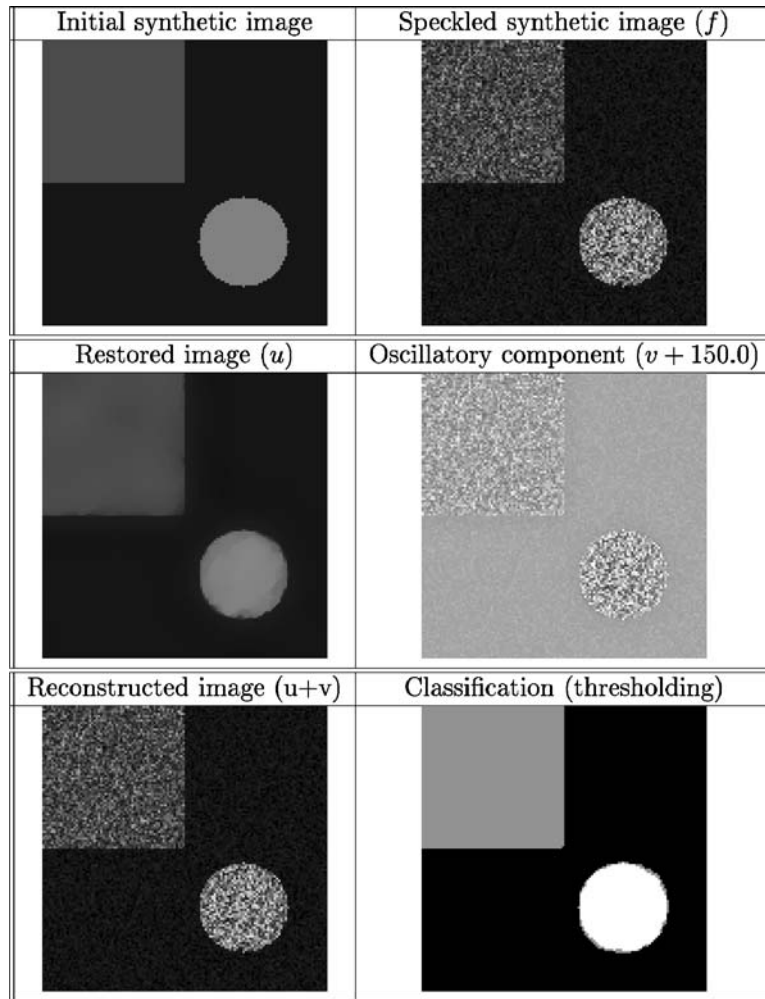 Initial synthetic image
Speckled synthetic image (f)
Restored image (u)
Oscillatory component (v + 150.0)
Reconstructed image (u+v)
Classification (thresholding)